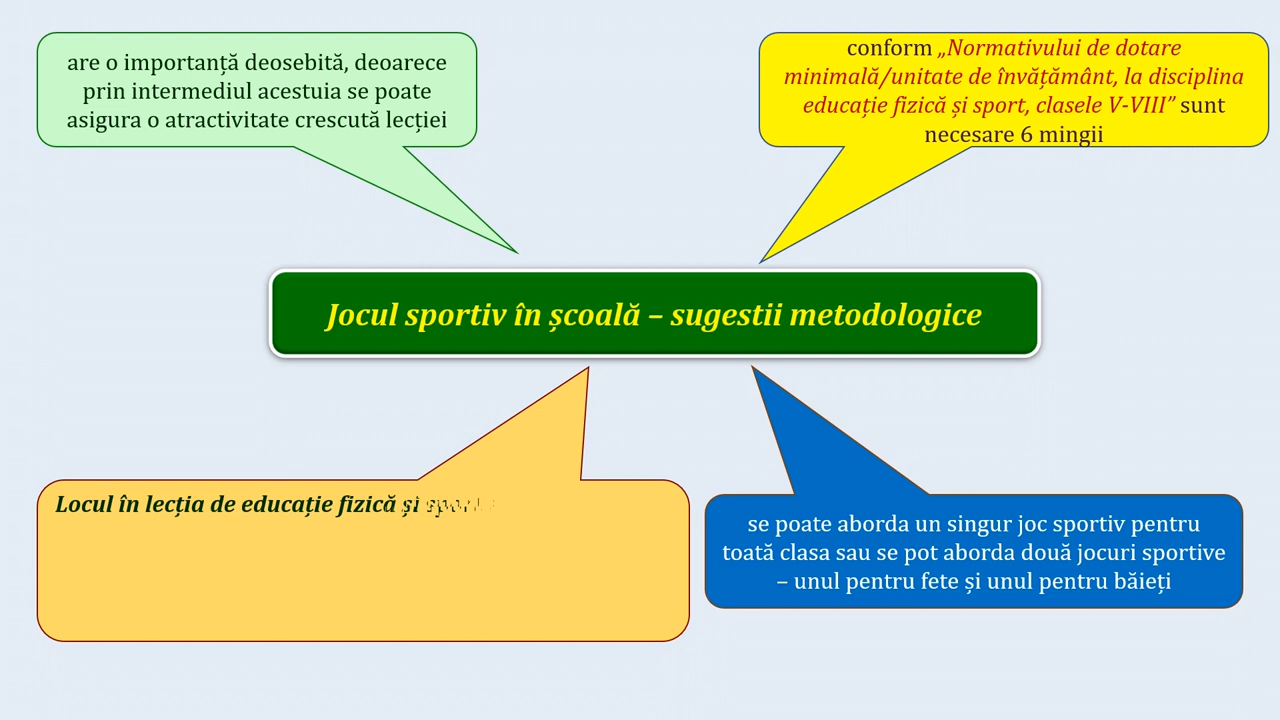 are o importanță deosebită, deoarece
prin intermediul acestuia se poate
asigura o atractivitate crescută lecției
conform „Normativului de dotare
minimală/unitate de învățământ, la disciplina
educație fizică și sport, clasele V-VIII” sunt
necesare 6 mingii
Jocul sportiv în școală – sugestii metodologice
Locul în lecția de educație fizică și
se poate aborda un singur joc sportiv pentru
toată clasa sau se pot aborda două jocuri sportive
– unul pentru fete și unul pentru băieți